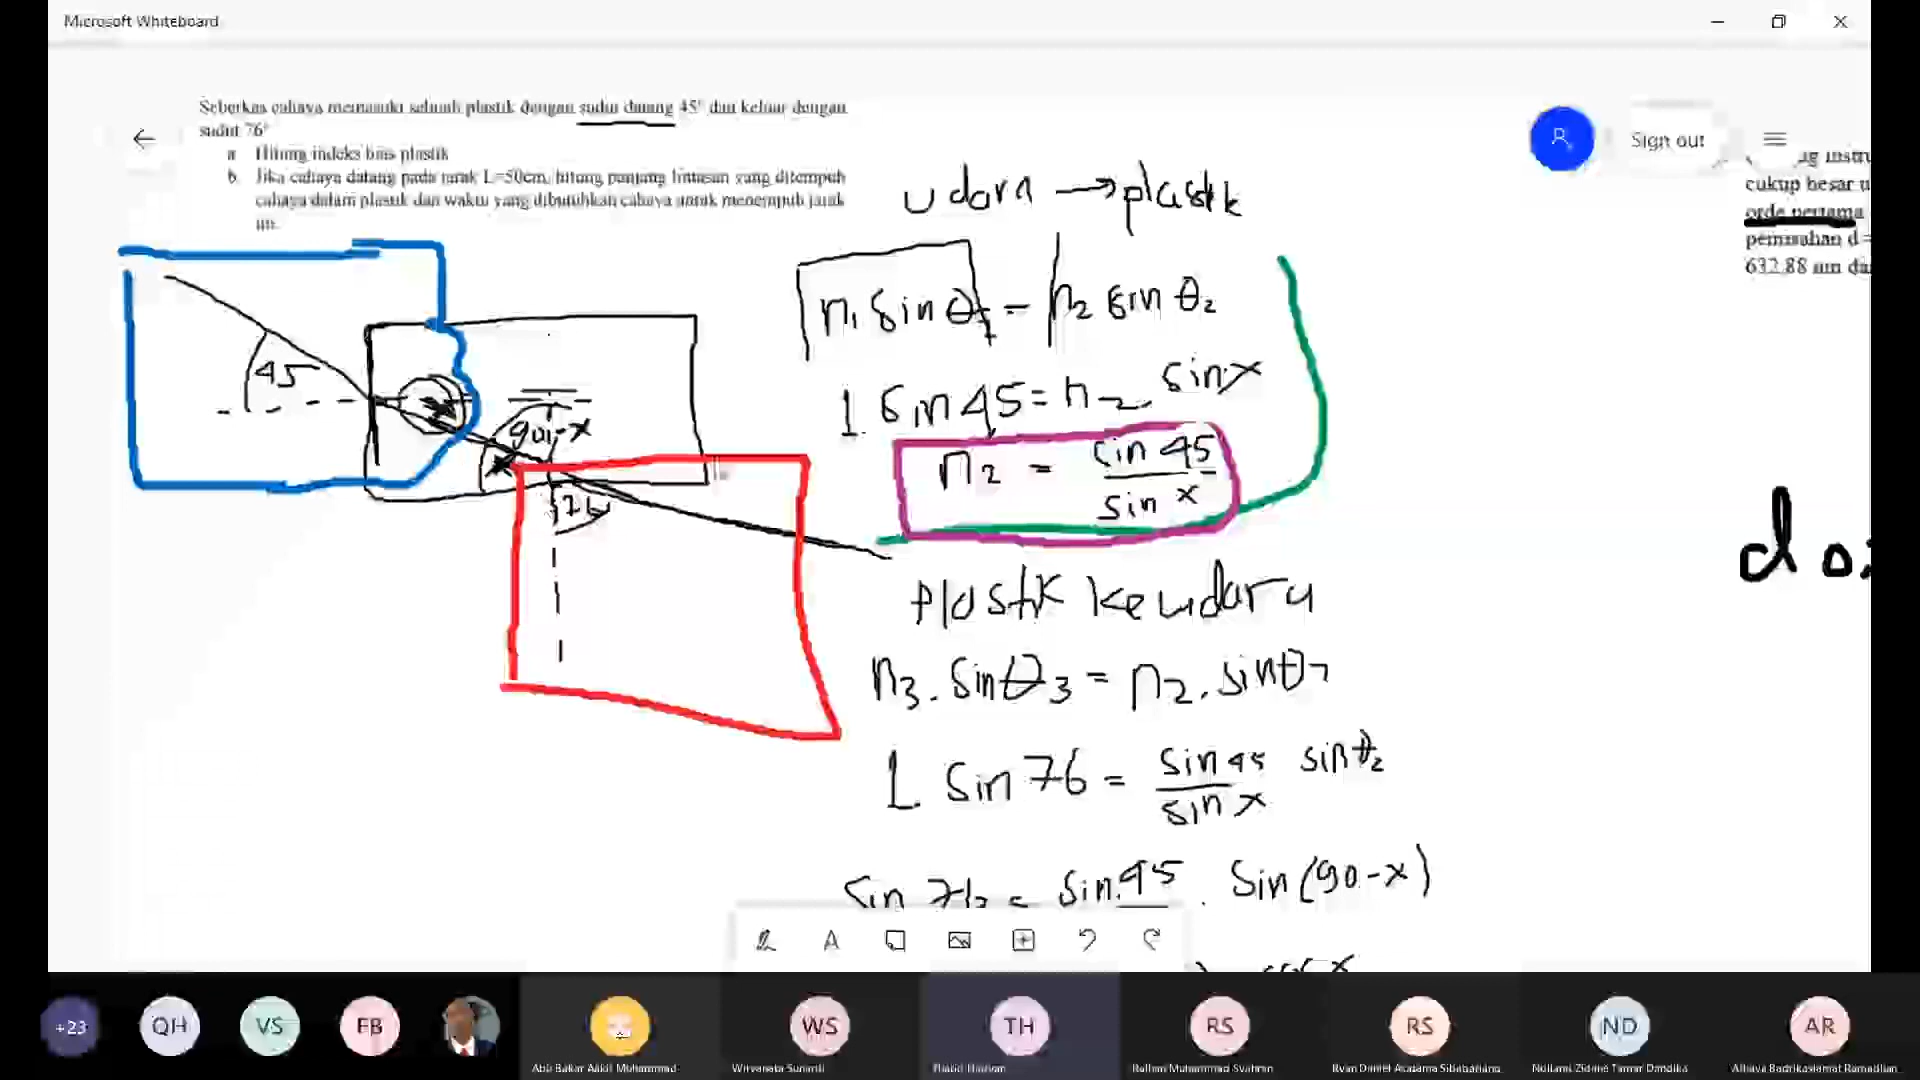 Microsoft Whiteboard
Seberkas cahaya memasuki sebuah plastik dengan sudut datang 45° dan keluar dengan
sudut 76°
a. Hitung indeks bias plastik
b. Jika cahaya datang pada jarak L=50cm, hitung panjang lintasan yang ditempuh
cahaya dalam plastik dan waktu yang dibutuhkan cahaya untuk menempuh jarak
ini.
Sign out
cukup besar
orde pertama
pemisahan d =
632,88 nm
udara → plastik
n1 sin θ1 = n2 sin θ2
1 sin 45 = n2 . sin x
n2 = sin 45 / sin x
45
90-x
x
76
plastik keudara
n3 . sin θ3 = n2 . sin θ2
1 sin 76 = sin 45 / sin x sin θ2
sin 76 = sin 45 . sin (90-x)
cos x
do
+23
QH
VS
FB
WS
TH
RS
RS
ND
AR